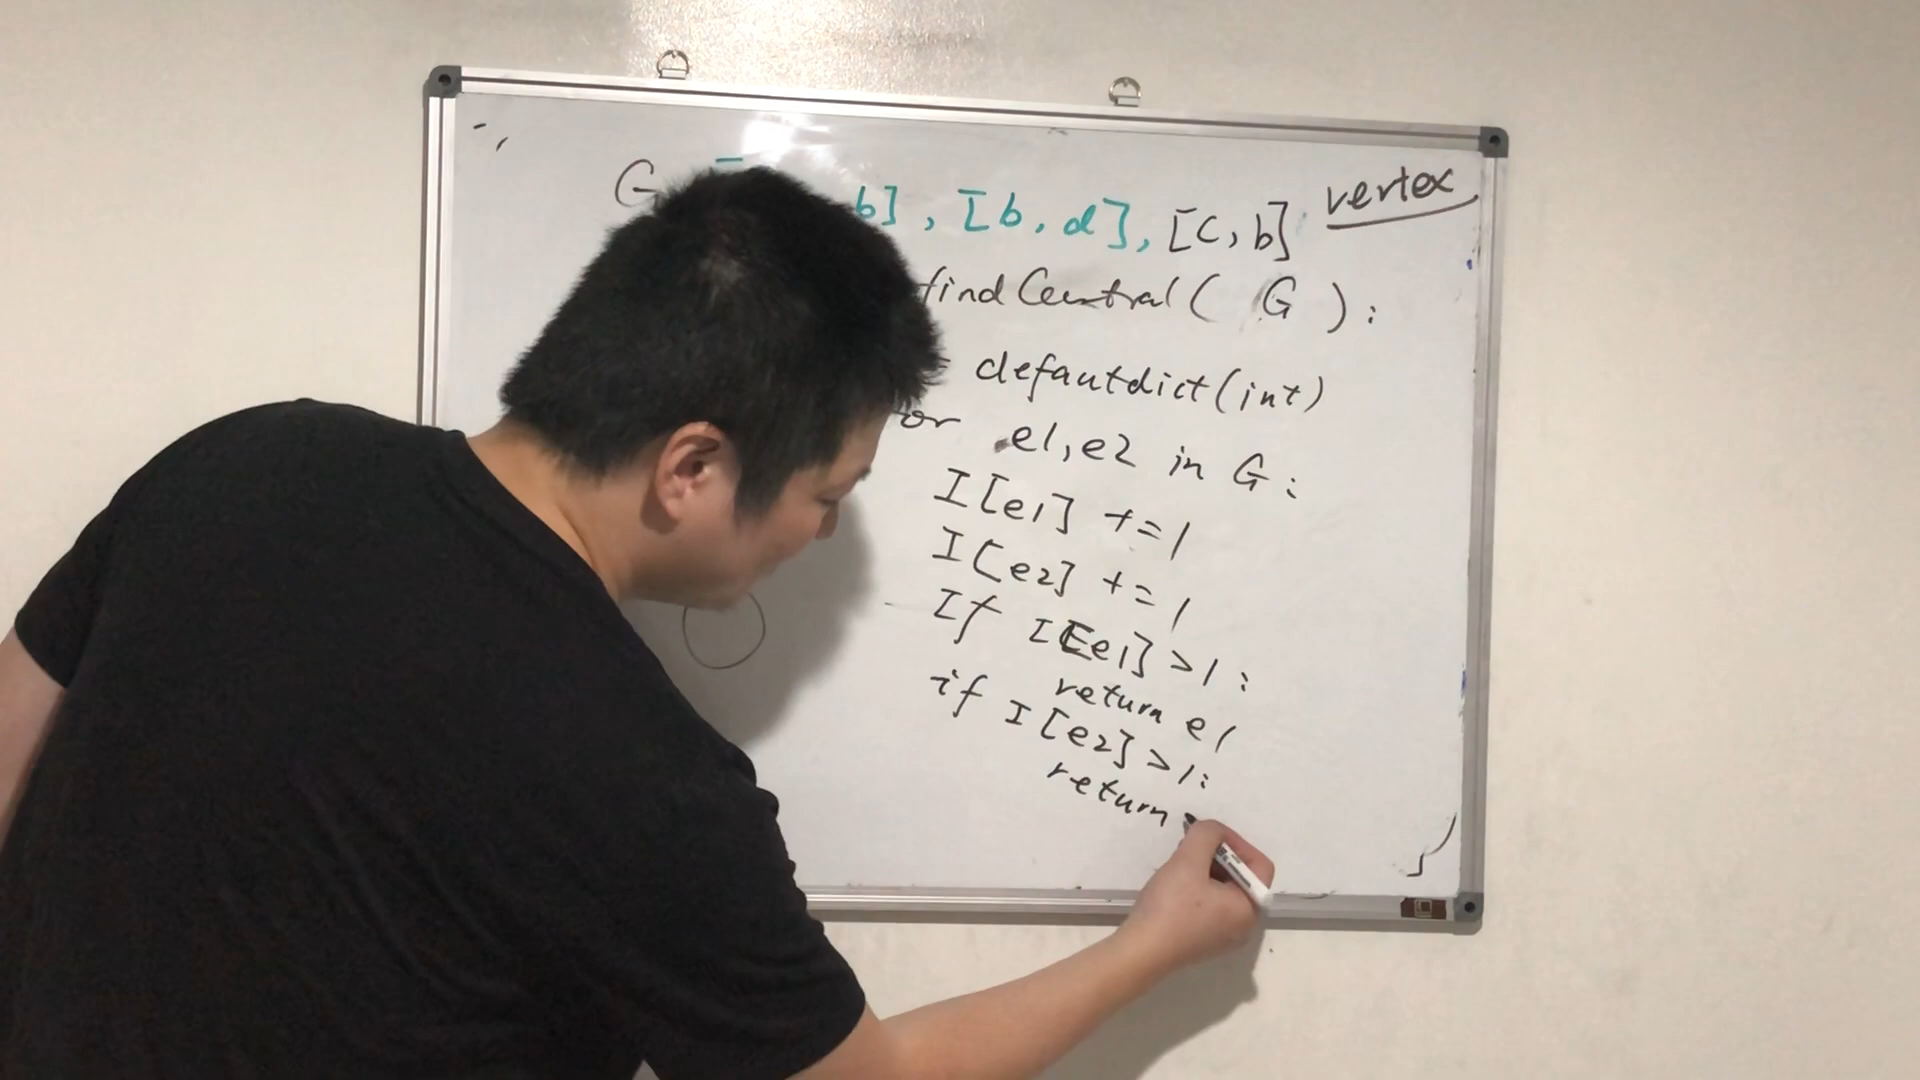 G b], [b, d], [c, b] vertex
findCentral( G ):
= defautdict(int)
or e1, e2 in G:
I[e1] +=1
I[e2] += 1
If I[e1] >1:
return e1
if I[e2] >1:
return